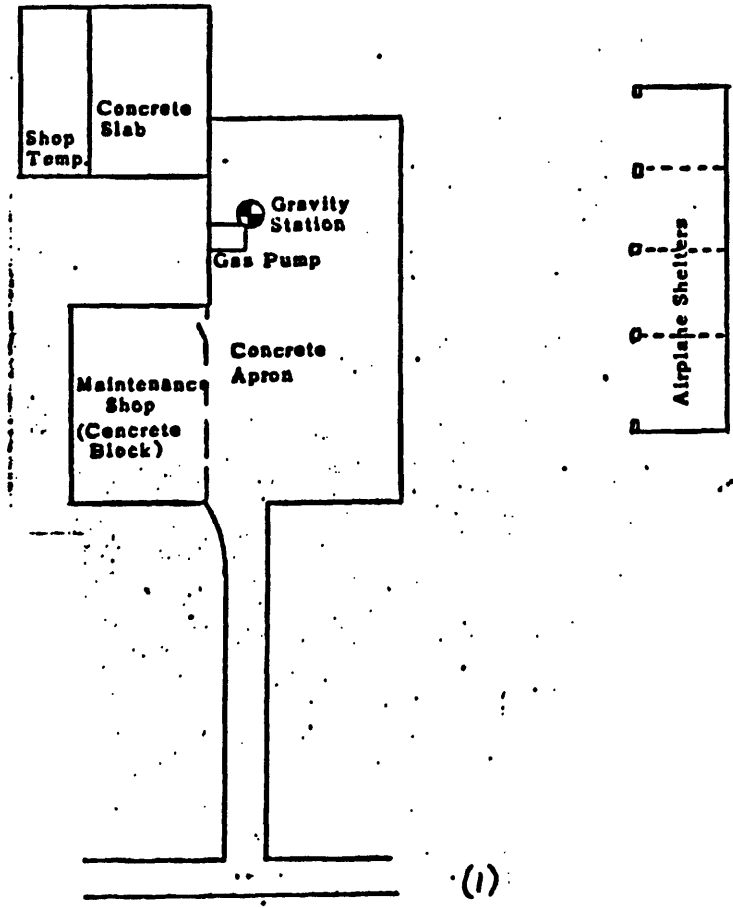 Concrete
Slab
Shop
Temp.
Gravity
Station
Gas Pump
Concrete
Apron
Maintenance
Shop
(Concrete
Block)
Airplane Shelters
(1)